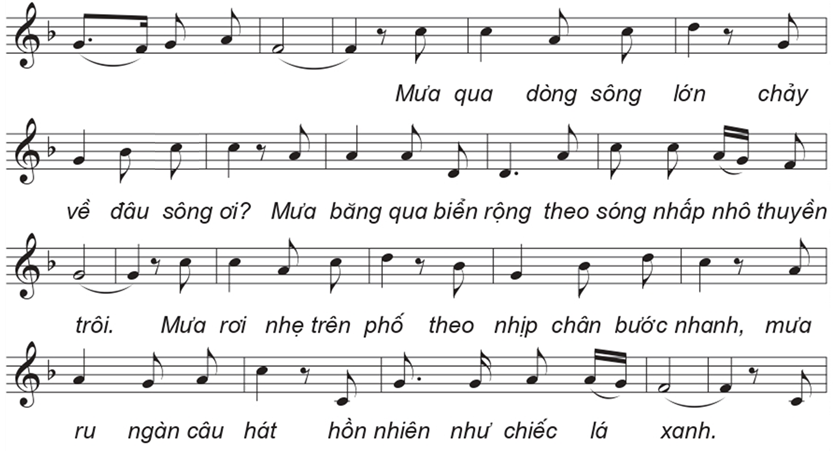 Mưa qua dòng sông lớn chảy
về đâu sông ơi? Mưa băng qua biển rộng theo sóng nhấp nhô thuyền
trôi. Mưa rơi nhẹ trên phố theo nhịp chân bước nhanh, mưa
ru ngàn câu hát hồn nhiên như chiếc lá xanh.